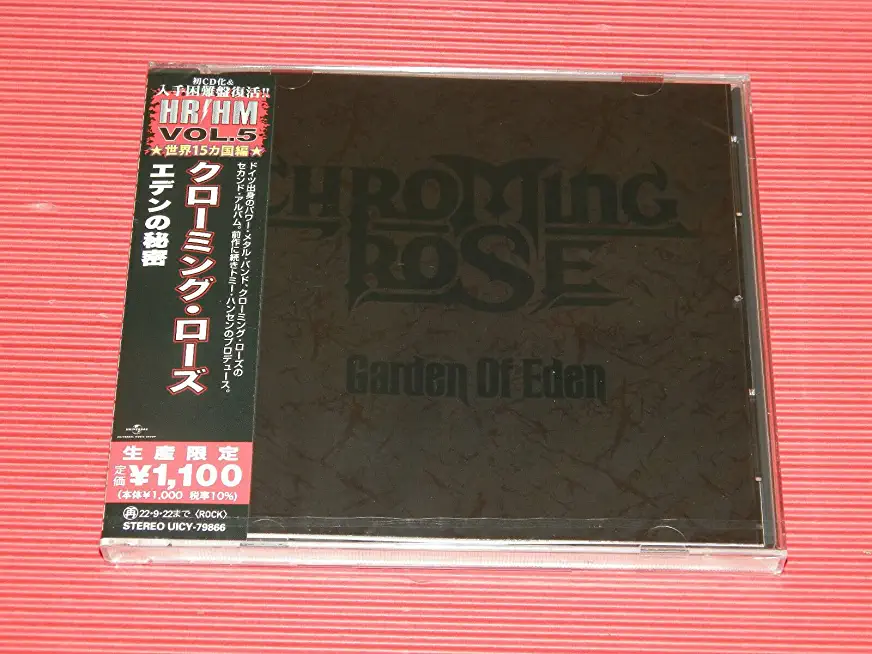 初CD化&
入手困難盤復活!!
HR/HM
VOL.5
★世界15カ国編★
ドイツ出身のパワー・メタル・バンド、クローミング・ローズの
セカンド・アルバム。前作に続きトミー・ハンセンのプロデュース。
クローミング・ローズ
エデンの秘密
UNIVERSAL
UNIVERSAL MUSIC GROUP
生産限定
定価 ¥1,100
(本体¥1,000 税率10%)
再 22・9・22まで 〈ROCK〉
STEREO UICY-79866
CHROMING
ROSE
Garden Of Eden